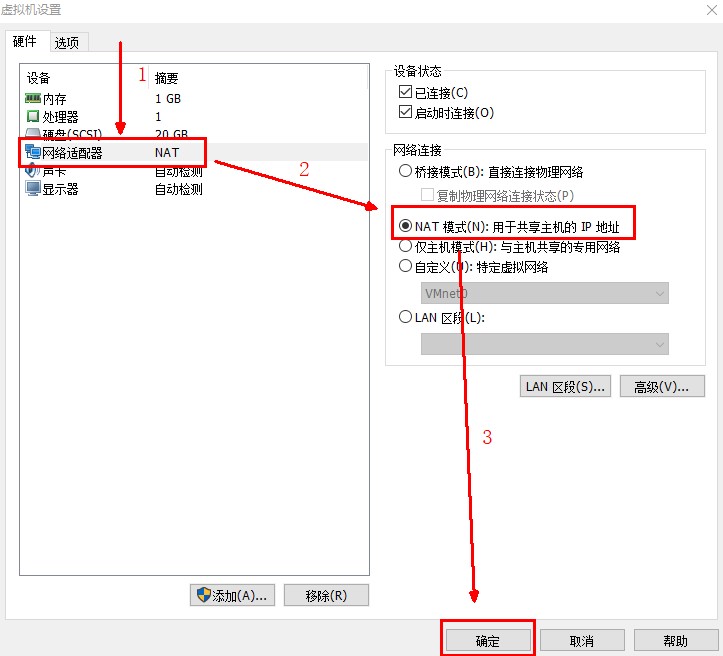 虚拟机设置
硬件 选项
设备 摘要
内存 1 GB
处理器 1
硬盘(SCSI) 20 GB
网络适配器 NAT
声卡 自动检测
显示器 自动检测
1
2
3
设备状态
已连接(C)
启动时连接(O)
网络连接
桥接模式(B): 直接连接物理网络
复制物理网络连接状态(P)
NAT 模式(N): 用于共享主机的 IP 地址
仅主机模式(H): 与主机共享的专用网络
自定义(U): 特定虚拟网络
VMnet0
LAN 区段(L):
LAN 区段(S)... 高级(V)...
添加(A)... 移除(R)
确定 取消 帮助